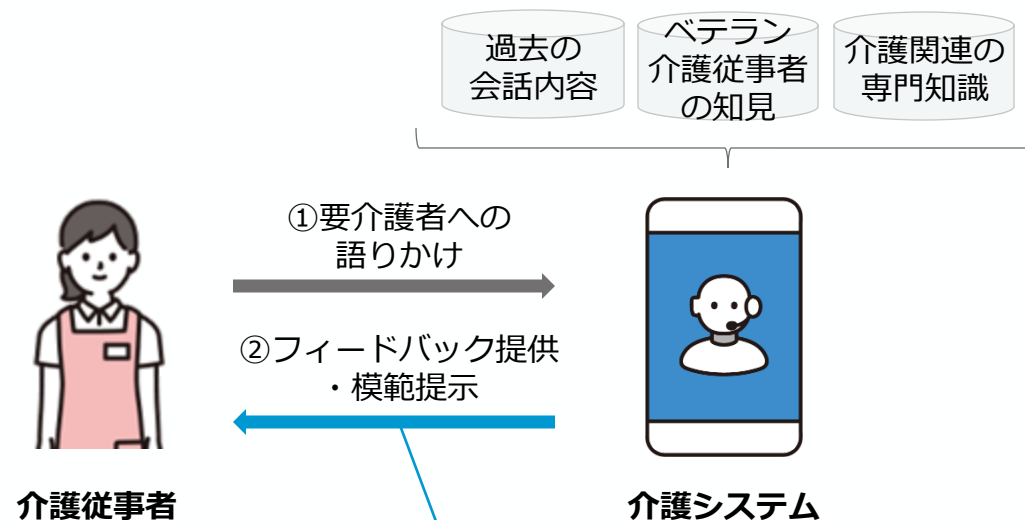 過去の
会話内容
ベテラン
介護従事者
の知見
介護関連の
専門知識
①要介護者への
語りかけ
②フィードバック提供
・模範提示
介護従事者
介護システム